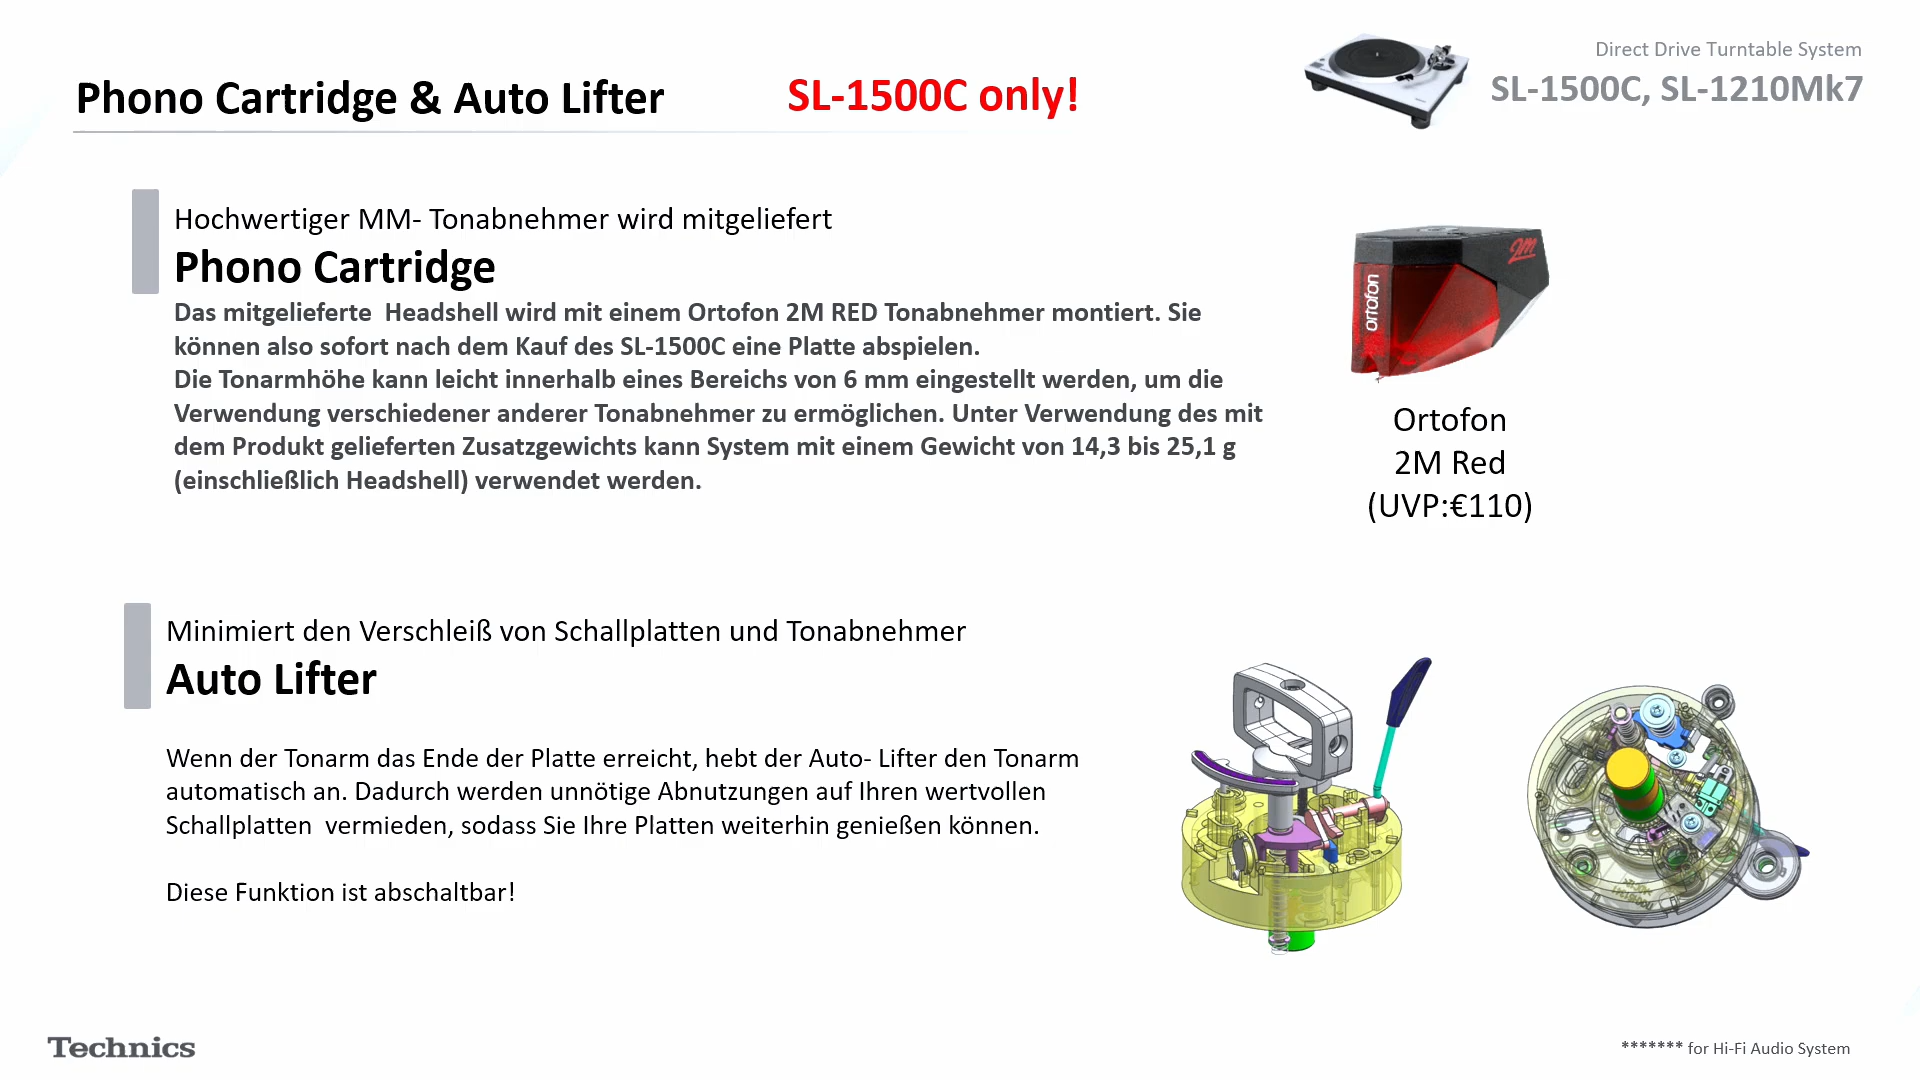 Direct Drive Turntable System
Phono Cartridge & Auto Lifter
SL-1500C only!
SL-1500C, SL-1210Mk7
Hochwertiger MM- Tonabnehmer wird mitgeliefert
Phono Cartridge
Das mitgelieferte  Headshell wird mit einem Ortofon 2M RED Tonabnehmer montiert. Sie
können also sofort nach dem Kauf des SL-1500C eine Platte abspielen.
Die Tonarmhöhe kann leicht innerhalb eines Bereichs von 6 mm eingestellt werden, um die
Verwendung verschiedener anderer Tonabnehmer zu ermöglichen. Unter Verwendung des mit
dem Produkt gelieferten Zusatzgewichts kann System mit einem Gewicht von 14,3 bis 25,1 g
(einschließlich Headshell) verwendet werden.
2M
ortofon
Ortofon
2M Red
(UVP:€110)
Minimiert den Verschleiß von Schallplatten und Tonabnehmer
Auto Lifter
Wenn der Tonarm das Ende der Platte erreicht, hebt der Auto- Lifter den Tonarm
automatisch an. Dadurch werden unnötige Abnutzungen auf Ihren wertvollen
Schallplatten  vermieden, sodass Sie Ihre Platten weiterhin genießen können.
Diese Funktion ist abschaltbar!
Technics
******* for Hi-Fi Audio System